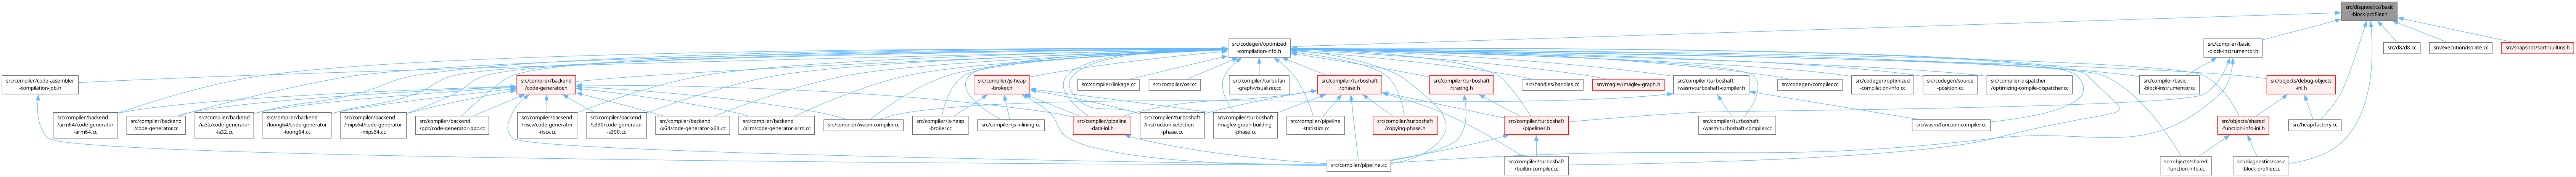 src/diagnostics/basic
-block-profiler.h
src/codegen/optimized
-compilation-info.h
src/compiler/basic
-block-instrumentor.h
src/d8/d8.cc
src/execution/isolate.cc
src/snapshot/sort-builtins.h
src/compiler/code-assembler
-compilation-job.h
src/compiler/backend
/code-generator.h
src/compiler/js-heap
-broker.h
src/compiler/linkage.cc
src/compiler/osr.cc
src/compiler/turbofan
-graph-visualizer.cc
src/compiler/turboshaft
/phase.h
src/compiler/turboshaft
/tracing.h
src/handles/handles.cc
src/maglev/maglev-graph.h
src/compiler/turboshaft
/wasm-turboshaft-compiler.h
src/codegen/compiler.cc
src/codegen/optimized
-compilation-info.cc
src/codegen/source
-position.cc
src/compiler-dispatcher
/optimizing-compile-dispatcher.cc
src/compiler/basic
-block-instrumentor.cc
src/objects/debug-objects
-inl.h
src/compiler/backend
/arm64/code-generator
-arm64.cc
src/compiler/backend
/code-generator.cc
src/compiler/backend
/ia32/code-generator
-ia32.cc
src/compiler/backend
/loong64/code-generator
-loong64.cc
src/compiler/backend
/mips64/code-generator
-mips64.cc
src/compiler/backend
/ppc/code-generator-ppc.cc
src/compiler/backend
/riscv/code-generator
-riscv.cc
src/compiler/backend
/s390/code-generator
-s390.cc
src/compiler/backend
/x64/code-generator-x64.cc
src/compiler/backend
/arm/code-generator-arm.cc
src/compiler/wasm-compiler.cc
src/compiler/js-heap
-broker.cc
src/compiler/js-inlining.cc
src/compiler/pipeline
-data-inl.h
src/compiler/turboshaft
/instruction-selection
-phase.cc
src/compiler/turboshaft
/maglev-graph-building
-phase.cc
src/compiler/pipeline
-statistics.cc
src/compiler/turboshaft
/copying-phase.h
src/compiler/turboshaft
/pipelines.h
src/compiler/turboshaft
/wasm-turboshaft-compiler.cc
src/wasm/function-compiler.cc
src/objects/shared
-function-info-inl.h
src/heap/factory.cc
src/compiler/pipeline.cc
src/compiler/turboshaft
/builtin-compiler.cc
src/objects/shared
-function-info.cc
src/diagnostics/basic
-block-profiler.cc